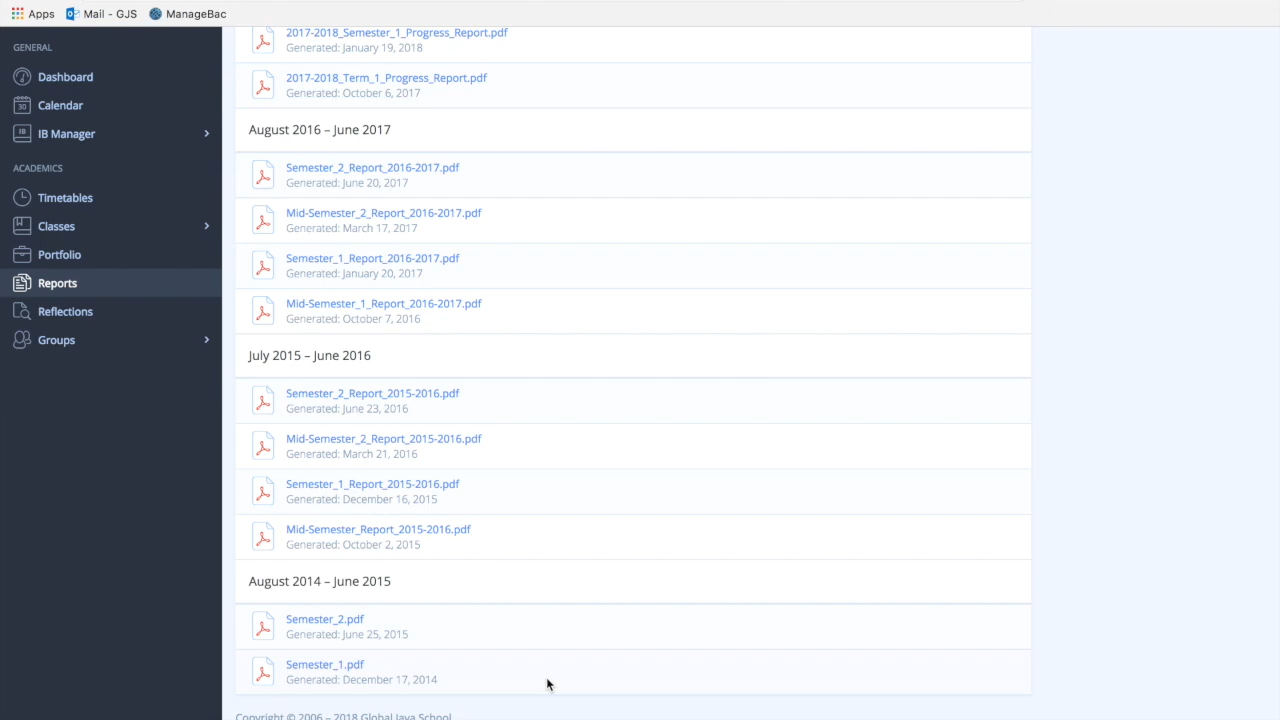 Apps Mail - GJS ManageBac
GENERAL
Dashboard
30
Calendar
IB
IB Manager
ACADEMICS
Timetables
Classes
Portfolio
Reports
Reflections
Groups
2017-2018_Semester_1_Progress_Report.pdf
Generated: January 19, 2018
2017-2018_Term_1_Progress_Report.pdf
Generated: October 6, 2017
August 2016 – June 2017
Semester_2_Report_2016-2017.pdf
Generated: June 20, 2017
Mid-Semester_2_Report_2016-2017.pdf
Generated: March 17, 2017
Semester_1_Report_2016-2017.pdf
Generated: January 20, 2017
Mid-Semester_1_Report_2016-2017.pdf
Generated: October 7, 2016
July 2015 – June 2016
Semester_2_Report_2015-2016.pdf
Generated: June 23, 2016
Mid-Semester_2_Report_2015-2016.pdf
Generated: March 21, 2016
Semester_1_Report_2015-2016.pdf
Generated: December 16, 2015
Mid-Semester_Report_2015-2016.pdf
Generated: October 2, 2015
August 2014 – June 2015
Semester_2.pdf
Generated: June 25, 2015
Semester_1.pdf
Generated: December 17, 2014
Copyright © 2006 – 2018 Global Jaya School